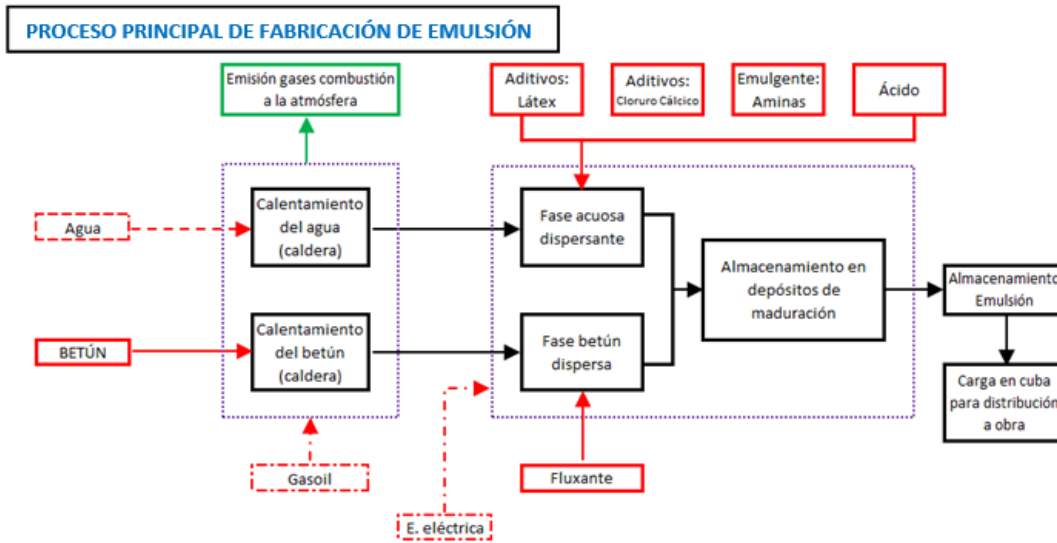 PROCESO PRINCIPAL DE FABRICACIÓN DE EMULSIÓN
Emisión gases combustión
a la atmósfera
Aditivos:
Látex
Aditivos:
Cloruro Cálcico
Emulgente:
Aminas
Ácido
Agua
Calentamiento
del agua
(caldera)
Fase acuosa
dispersante
Almacenamiento en
depósitos de
maduración
Almacenamiento
Emulsión
BETÚN
Calentamiento
del betún
(caldera)
Fase betún
dispersa
Carga en cuba
para distribución
a obra
Gasoil
Fluxante
E. eléctrica